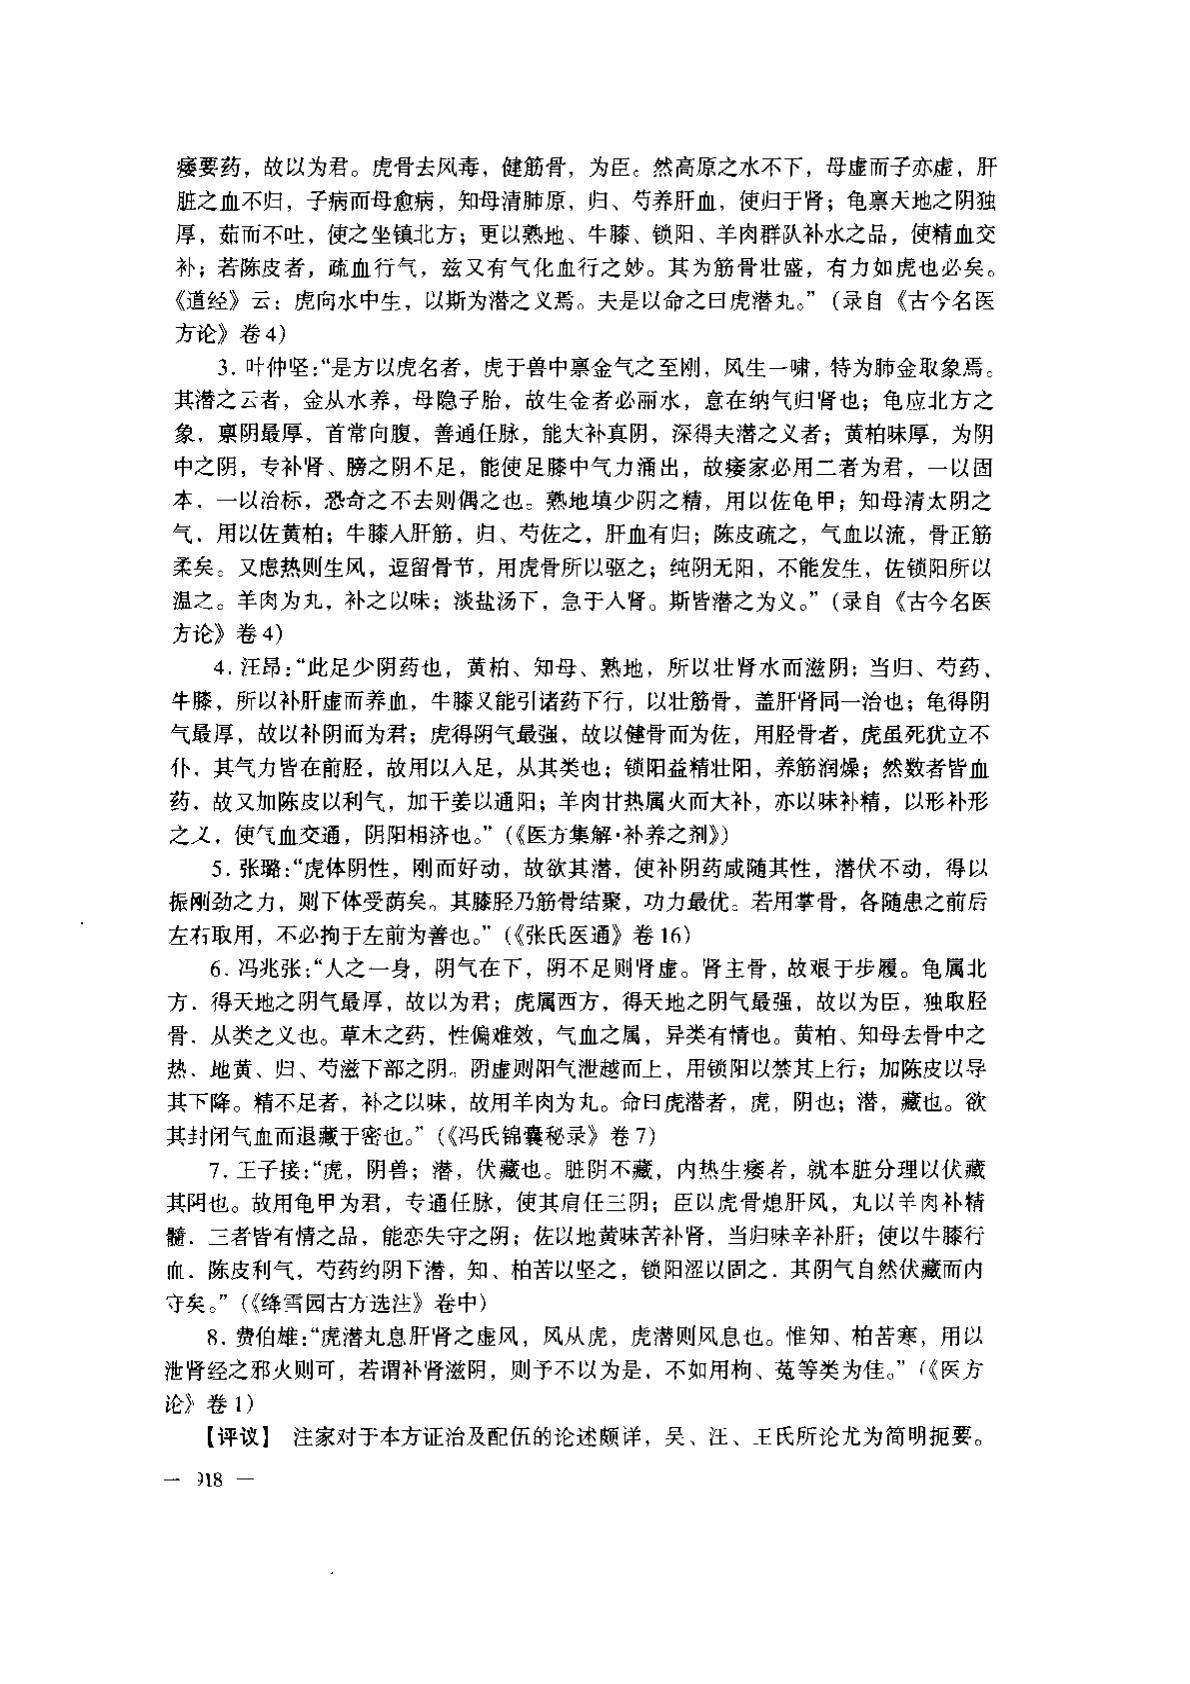 痿要药，故以为君。虎骨去风毒，健筋骨，为臣。然高原之水不下，母虚而子亦虚，肝
脏之血不归，子病而母愈病，知母清肺原，归、芍养肝血，使归于肾；龟禀天地之阴独
厚，茹而不吐，使之坐镇北方；更以熟地、牛膝、锁阳、羊肉群队补水之品，使精血交
补；若陈皮者，疏血行气，兹又有气化血行之妙。其为筋骨壮盛，有力如虎也必矣。
《道经》云：虎向水中生，以斯为潜之义焉。夫是以命之曰虎潜丸。”（录自《古今名医
方论》卷4）
3. 叶仲坚：“是方以虎名者，虎于兽中禀金气之至刚，风生一啸，特为肺金取象焉。
其潜之云者，金从水养，母隐子胎，故生金者必丽水，意在纳气归肾也；龟应北方之
象，禀阴最厚，首常向腹，善通任脉，能大补真阴，深得夫潜之义者；黄柏味厚，为阴
中之阴，专补肾、膀之阴不足，能使足膝中气力涌出，故痿家必用二者为君，一以固
本，一以治标，恐奇之不去则偶之也。熟地填少阴之精，用以佐龟甲；知母清太阴之
气，用以佐黄柏；牛膝入肝筋，归、芍佐之，肝血有归；陈皮疏之，气血以流，骨正筋
柔矣。又虑热则生风，逗留骨节，用虎骨所以驱之；纯阴无阳，不能发生，佐锁阳所以
温之。羊肉为丸，补之以味；淡盐汤下，急于入肾。斯皆潜之为义。”（录自《古今名医
方论》卷4）
4. 汪昂：“此足少阴药也，黄柏、知母、熟地，所以壮肾水而滋阴；当归、芍药、
牛膝，所以补肝虚而养血，牛膝又能引诸药下行，以壮筋骨，盖肝肾同一治也；龟得阴
气最厚，故以补阴而为君；虎得阴气最强，故以健骨而为佐，用胫骨者，虎虽死犹立不
仆，其气力皆在前胫，故用以入足，从其类也；锁阳益精壮阳，养筋润燥；然数者皆血
药，故又加陈皮以利气，加干姜以通阳；羊肉甘热属火而大补，亦以味补精，以形补形
之义，使气血交通，阴阳相济也。”（《医方集解·补养之剂》）
5. 张璐：“虎体阴性，刚而好动，故欲其潜，使补阴药咸随其性，潜伏不动，得以
振刚劲之力，则下体受荫矣。其膝胫乃筋骨结聚，功力最优。若用掌骨，各随患之前后
左右取用，不必拘于左前为善也。”（《张氏医通》卷16）
6. 冯兆张：“人之一身，阴气在下，阴不足则肾虚。肾主骨，故艰于步履。龟属北
方，得天地之阴气最厚，故以为君；虎属西方，得天地之阴气最强，故以为臣，独取胫
骨，从类之义也。草木之药，性偏难效，气血之属，异类有情也。黄柏、知母去骨中之
热，地黄、归、芍滋下部之阴。阴虚则阳气泄越而上，用锁阳以禁其上行；加陈皮以导
其下降。精不足者，补之以味，故用羊肉为丸。命曰虎潜者，虎，阴也；潜，藏也。欲
其封闭气血而退藏于密也。”（《冯氏锦囊秘录》卷7）
7. 王子接：“虎，阴兽；潜，伏藏也。脏阴不藏，内热生痿者，就本脏分理以伏藏
其阴也。故用龟甲为君，专通任脉，使其肩任三阴；臣以虎骨熄肝风，丸以羊肉补精
髓，三者皆有情之品，能恋失守之阴；佐以地黄味苦补肾，当归味辛补肝；使以牛膝行
血，陈皮利气，芍药约阴下潜，知、柏苦以坚之，锁阳涩以固之，其阴气自然伏藏而内
守矣。”（《绛雪园古方选注》卷中）
8. 费伯雄：“虎潜丸息肝肾之虚风，风从虎，虎潜则风息也。惟知、柏苦寒，用以
泄肾经之邪火则可，若谓补肾滋阴，则予不以为是，不如用枸、菟等类为佳。”（《医方
论》卷1）
【评议】 注家对于本方证治及配伍的论述颇详，吴、汪、王氏所论尤为简明扼要。
— 918 —